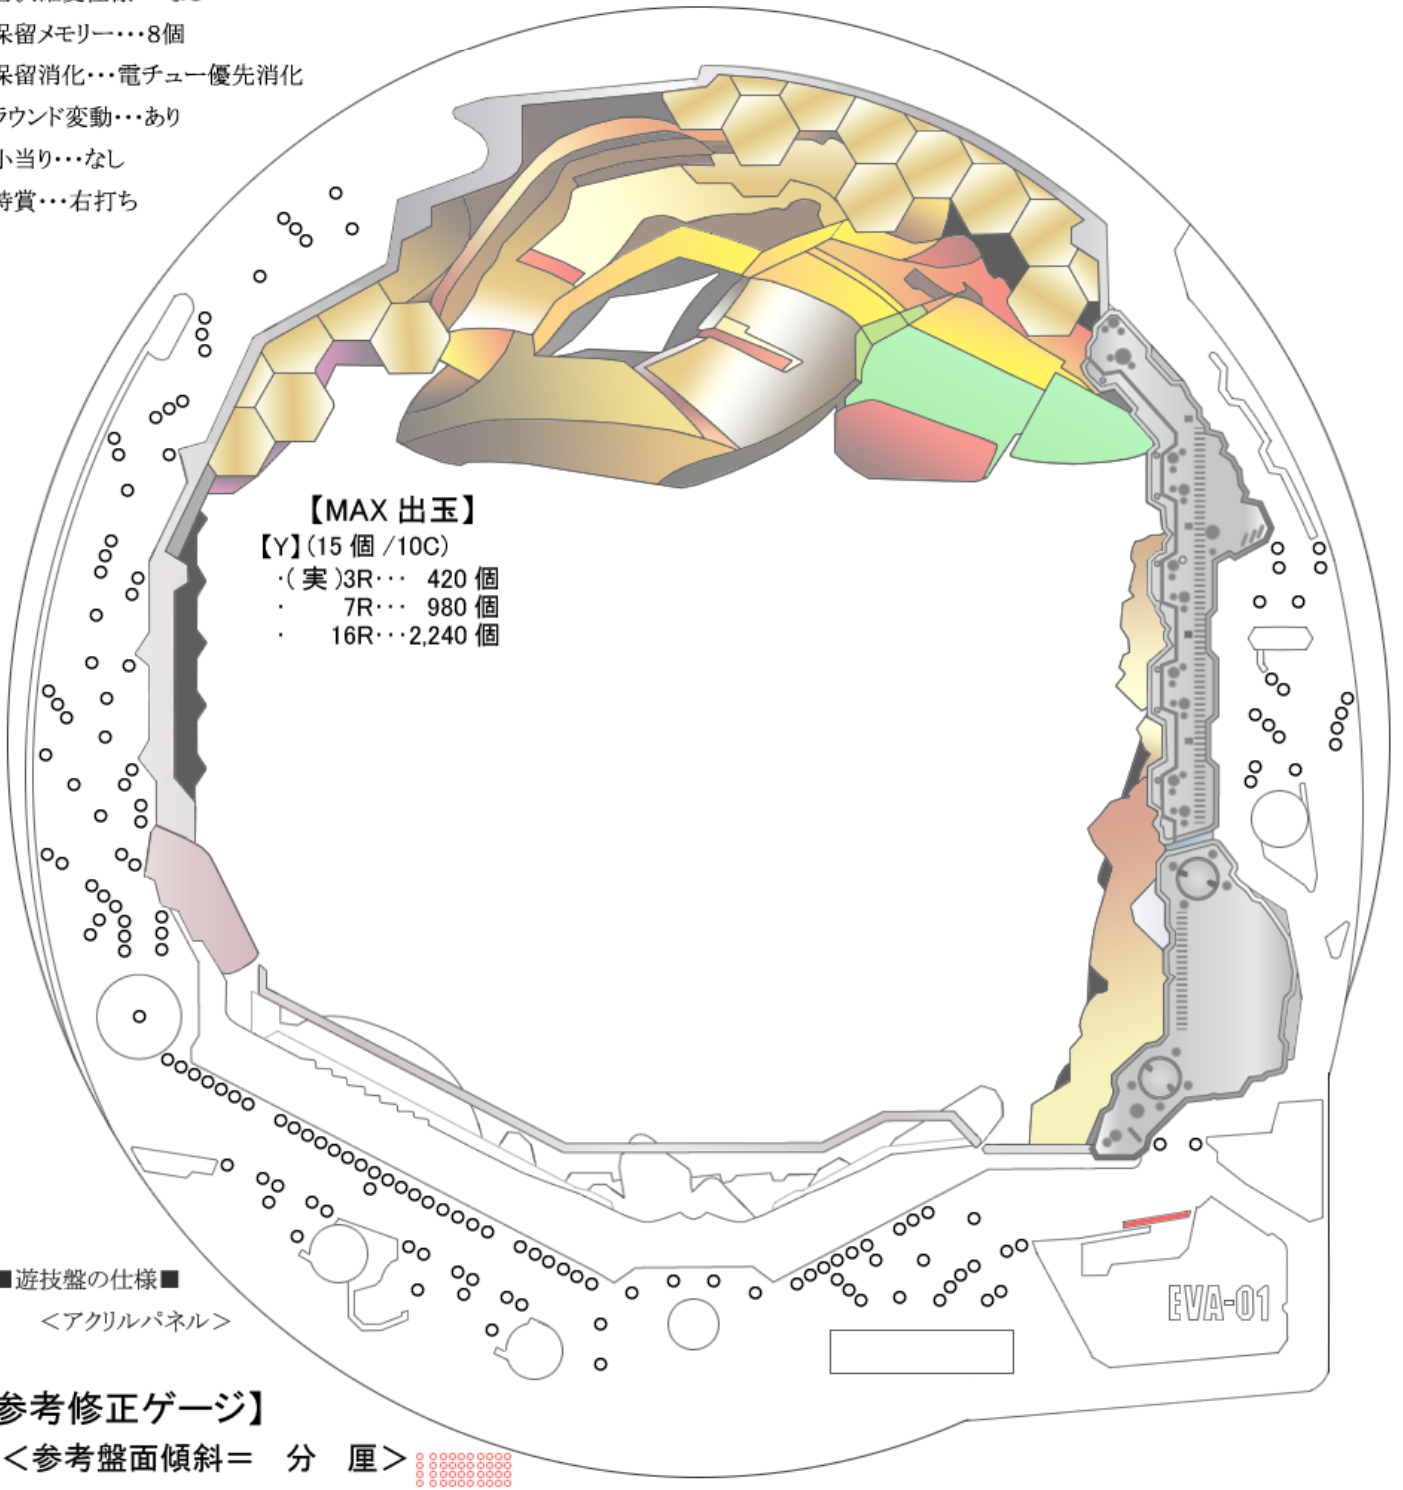 保留メモリー・・・8個
保留消化・・・電チュー優先消化
ラウンド変動・・・あり
小当り・・・なし
特賞・・・右打ち
【MAX 出玉】
【Y】(15 個 /10C)
・( 実 )3R・・・ 420 個
・ 7R・・・ 980 個
・ 16R・・・2,240 個
EVA-01
■遊技盤の仕様■
＜アクリルパネル＞
参考修正ゲージ】
＜参考盤面傾斜＝ 分 厘＞